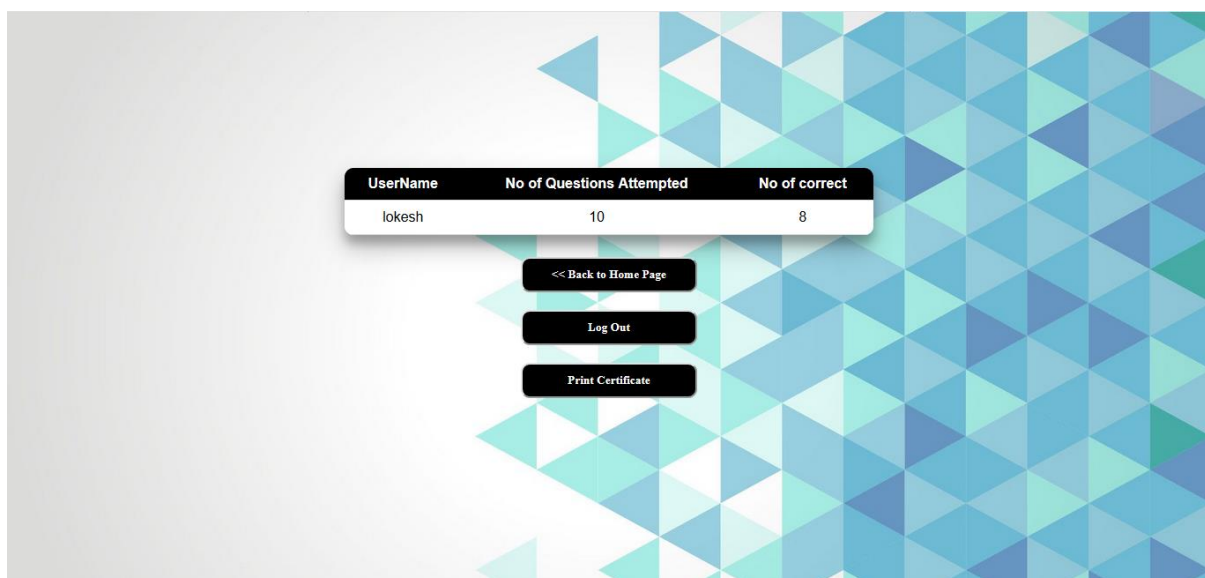 UserName No of Questions Attempted No of correct
lokesh 10 8
<< Back to Home Page
Log Out
Print Certificate